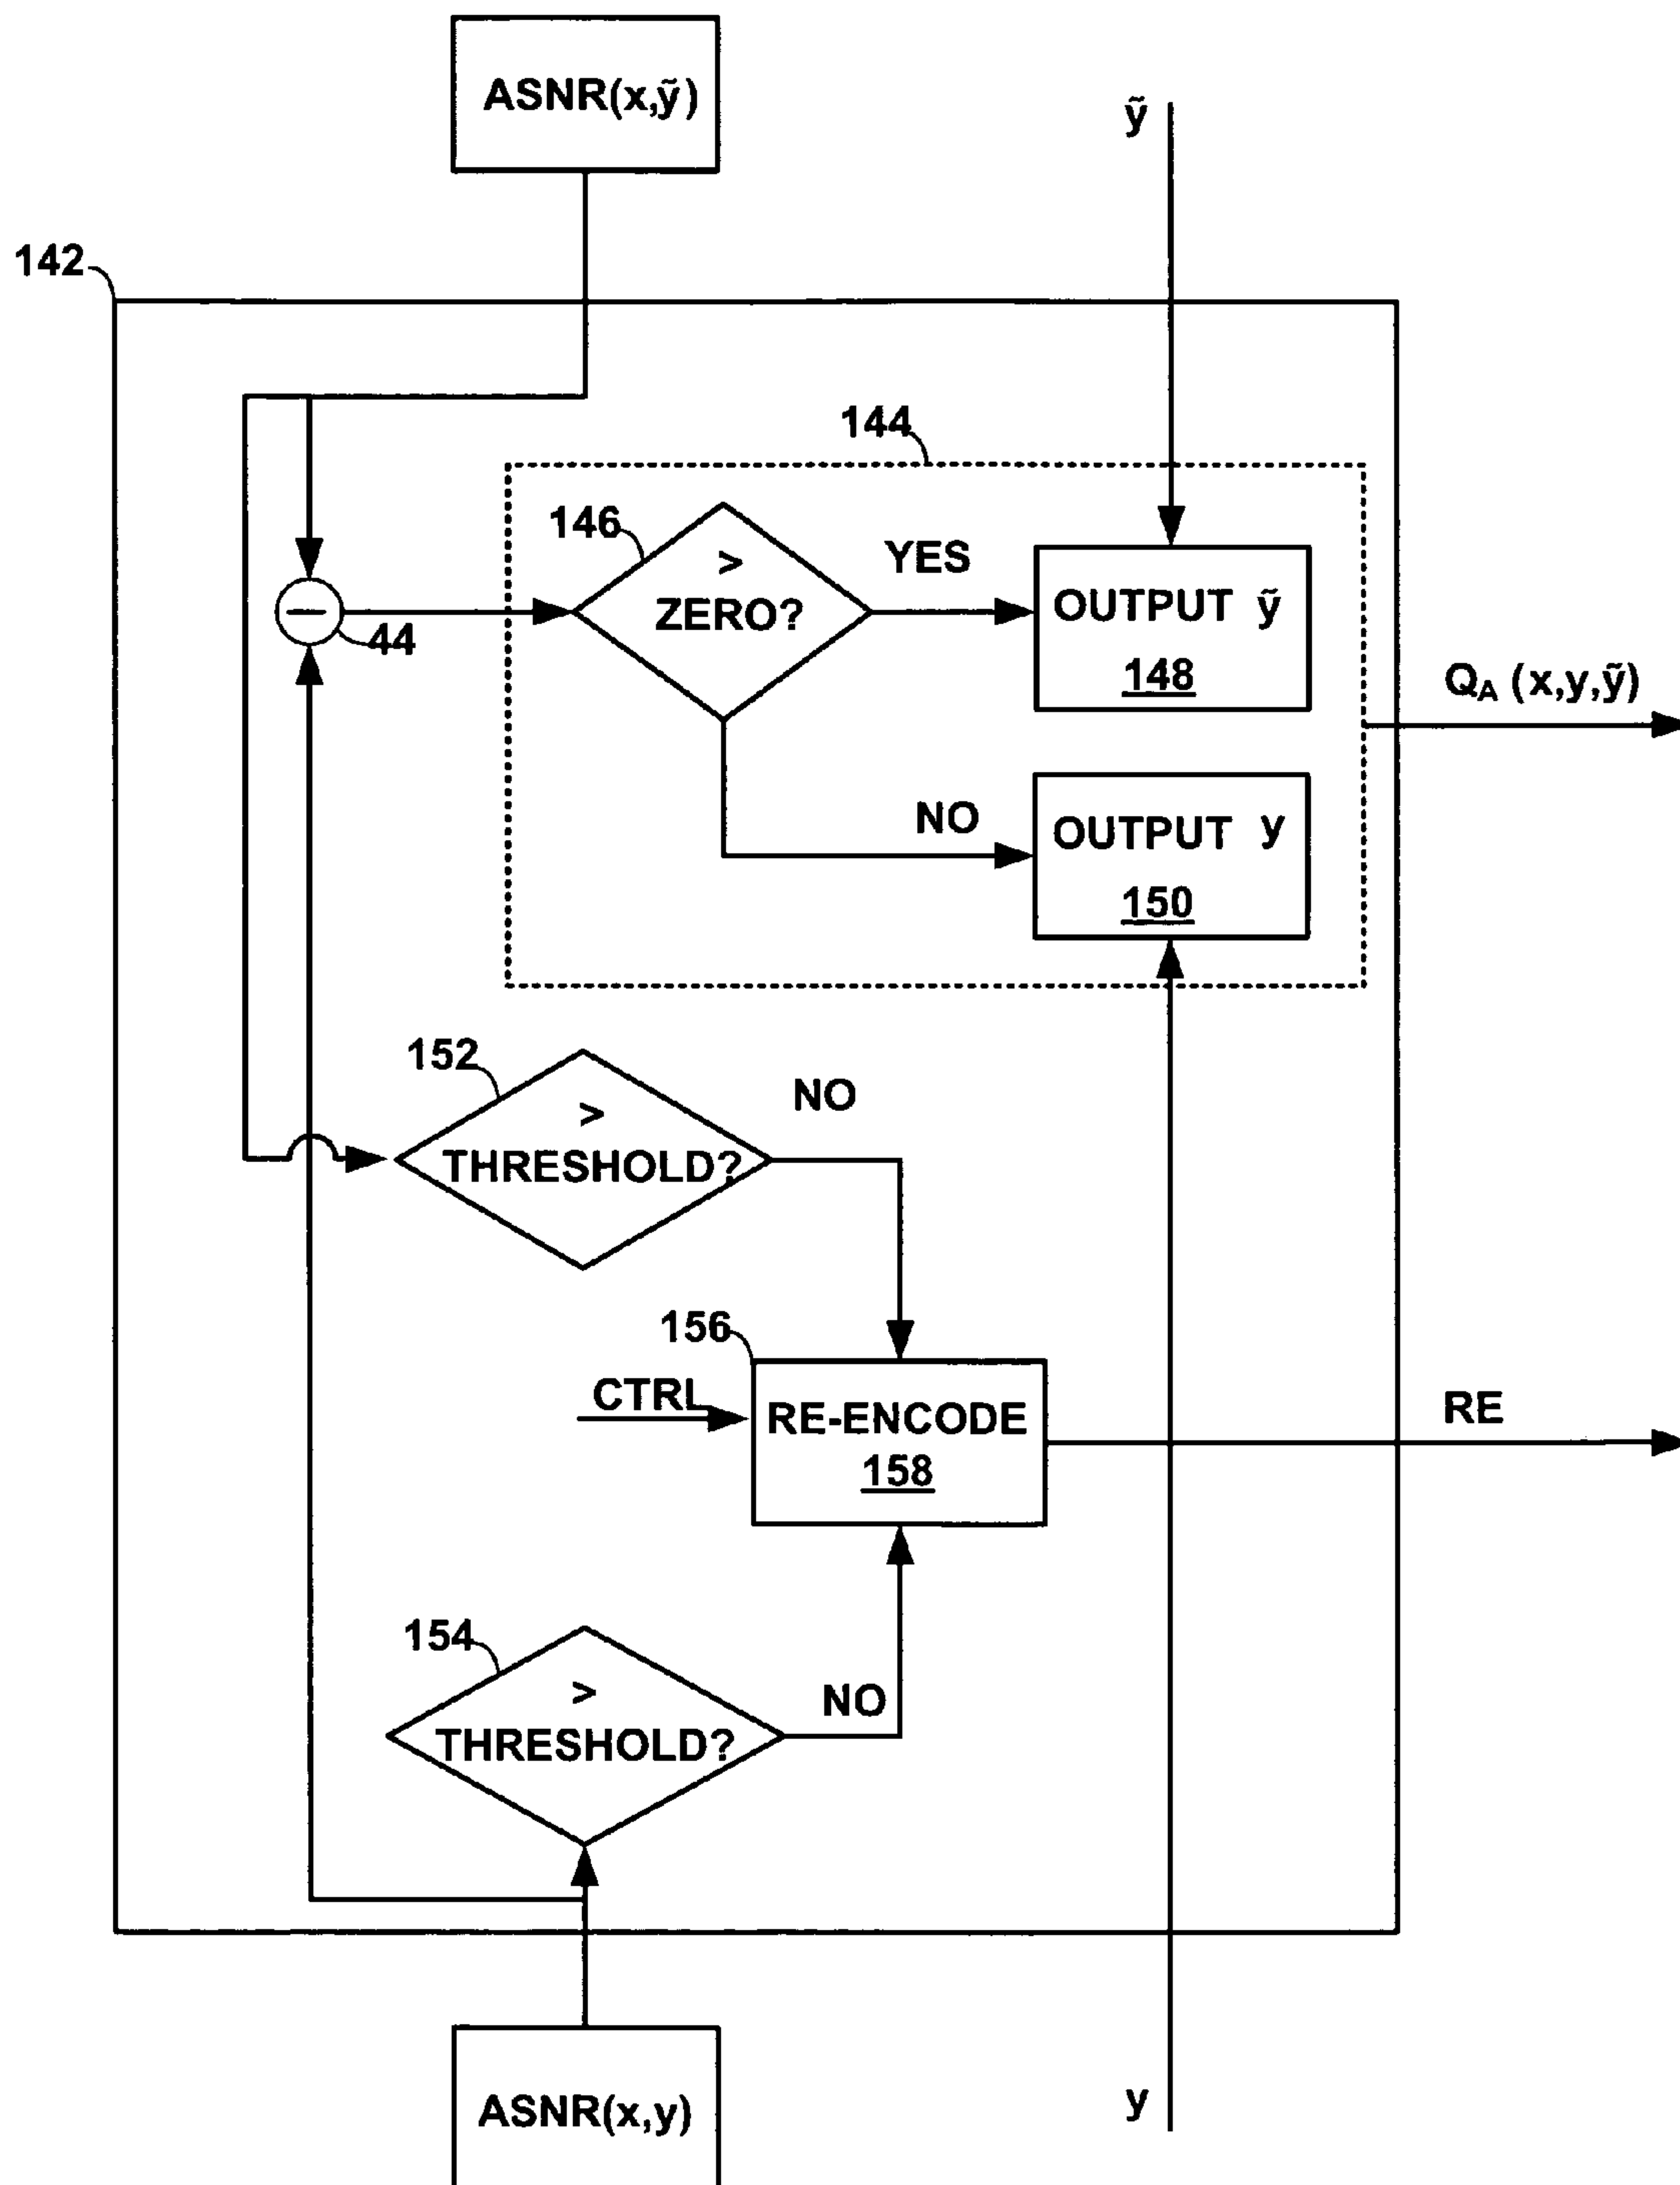 ASNR(x,ỹ)
ỹ
142
144
146
>
ZERO?
YES
OUTPUT ỹ
148
44
Q_A (x,y,ỹ)
NO
OUTPUT y
150
152
>
THRESHOLD?
NO
156
CTRL
RE-ENCODE
158
RE
154
>
THRESHOLD?
NO
ASNR(x,y)
y